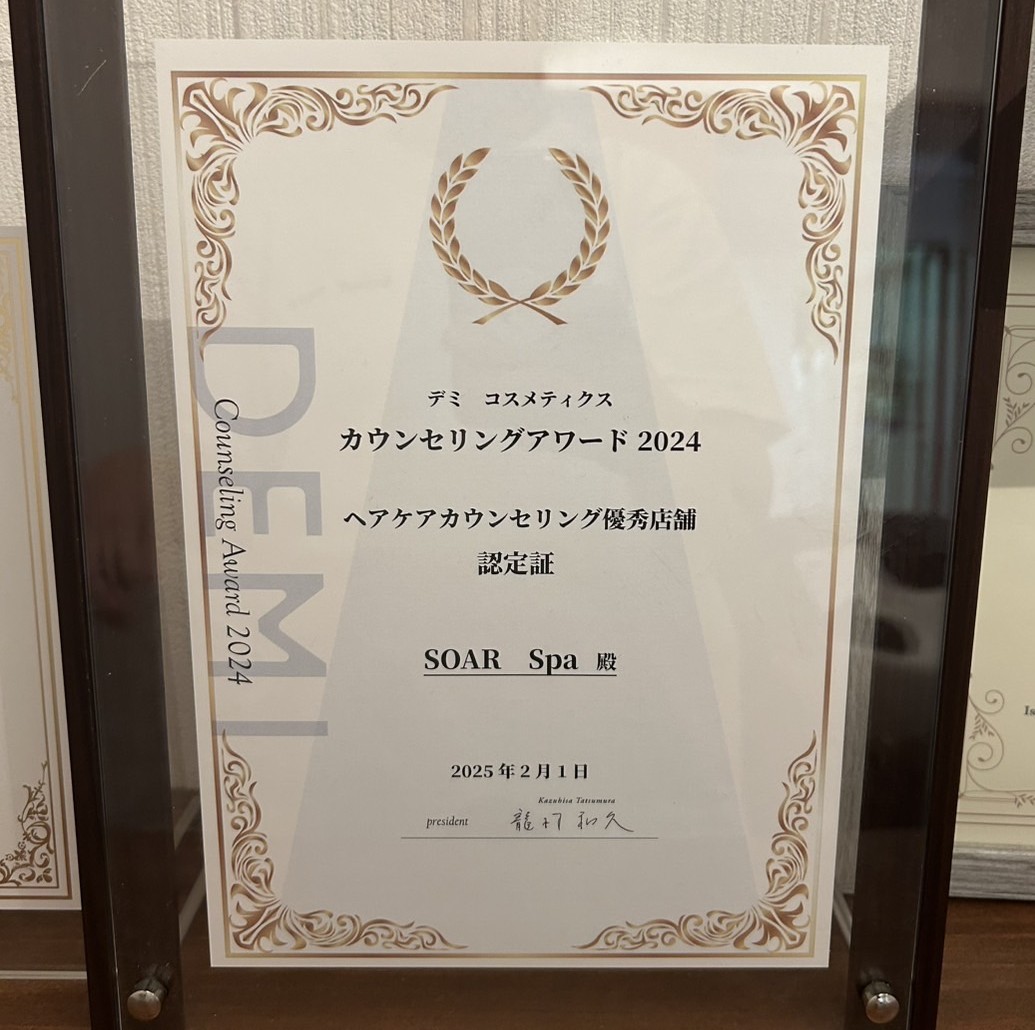 デミ　コスメティクス
カウンセリングアワード 2024
ヘアケアカウンセリング優秀店舗
認定証
SOAR　Spa 殿
2025 年 2 月 1 日
Kazuhisa Tatsumura
president 龍村和久
DEMI
Counseling Award 2024